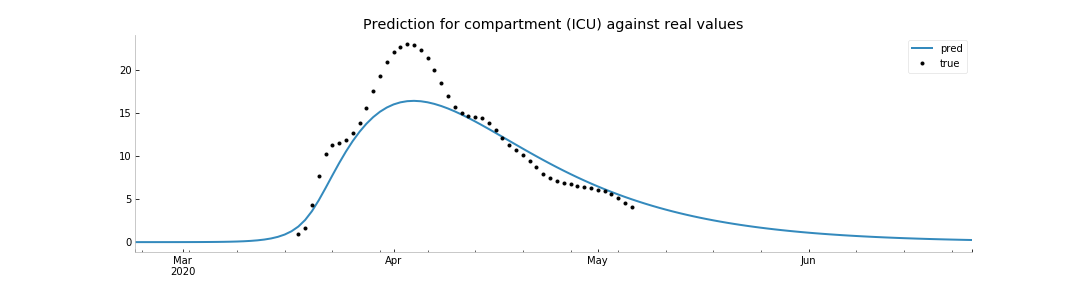 Prediction for compartment (ICU) against real values
pred
true
20
15
10
5
0
Mar
2020
Apr
May
Jun